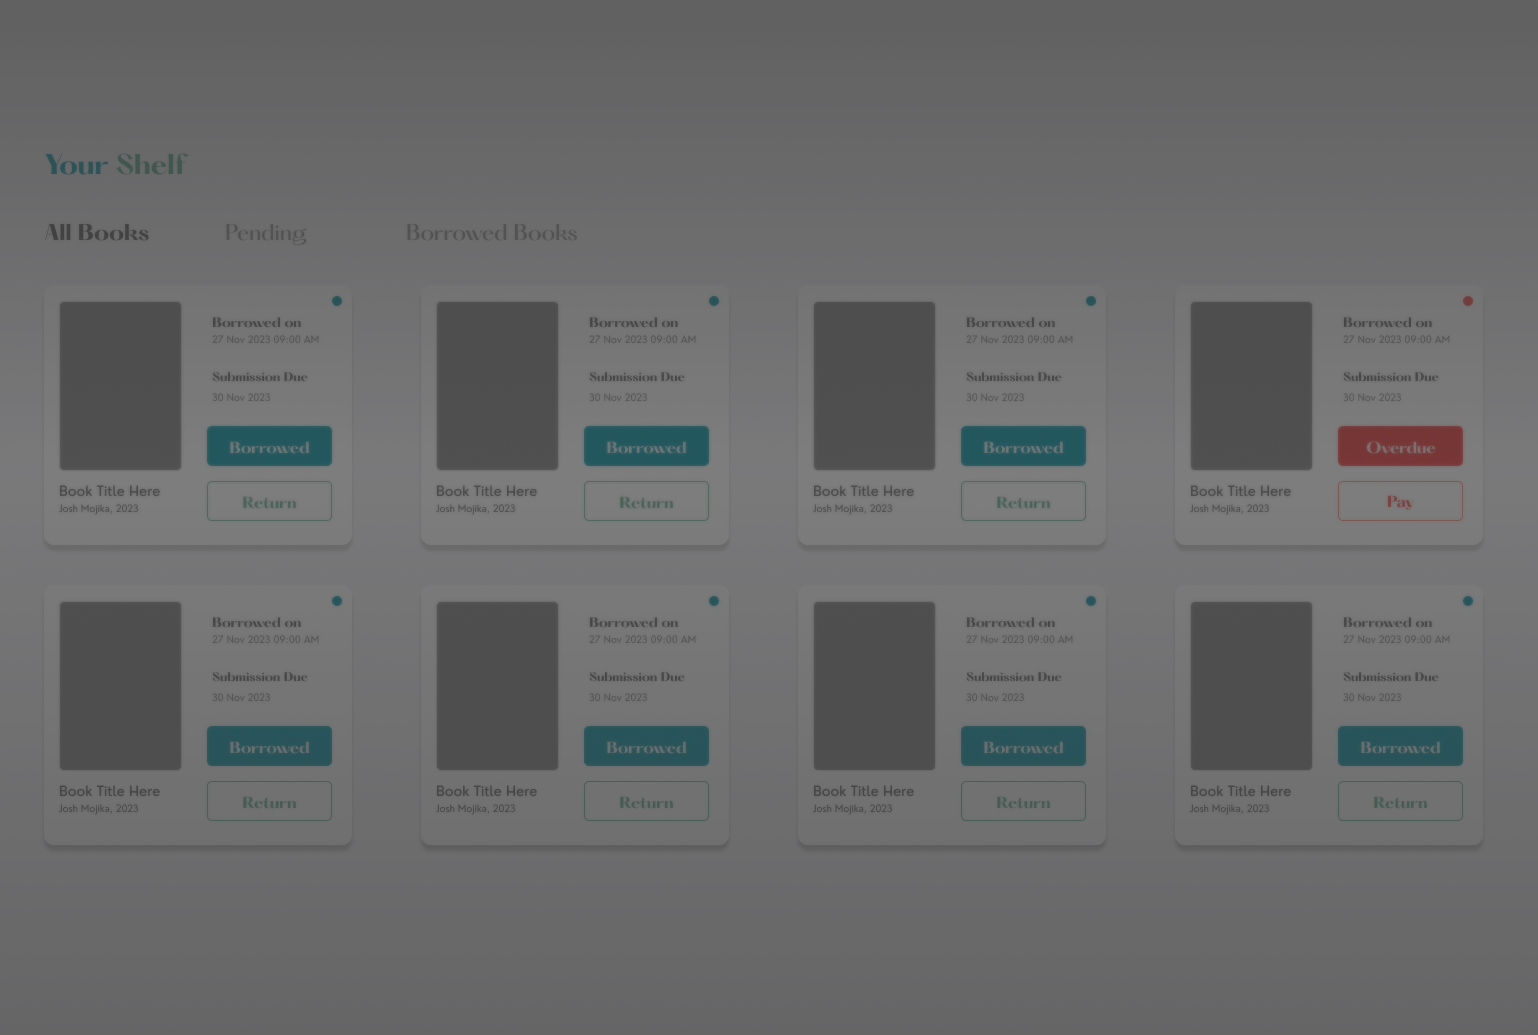 Your Shelf
All Books
Pending
Borrowed Books
Borrowed on
27 Nov 2023 09:00 AM
Submission Due
30 Nov 2023
Borrowed
Book Title Here
Josh Mojika, 2023
Return
Borrowed on
27 Nov 2023 09:00 AM
Submission Due
30 Nov 2023
Borrowed
Book Title Here
Josh Mojika, 2023
Return
Borrowed on
27 Nov 2023 09:00 AM
Submission Due
30 Nov 2023
Borrowed
Book Title Here
Josh Mojika, 2023
Return
Borrowed on
27 Nov 2023 09:00 AM
Submission Due
30 Nov 2023
Overdue
Book Title Here
Josh Mojika, 2023
Pay
Borrowed on
27 Nov 2023 09:00 AM
Submission Due
30 Nov 2023
Borrowed
Book Title Here
Josh Mojika, 2023
Return
Borrowed on
27 Nov 2023 09:00 AM
Submission Due
30 Nov 2023
Borrowed
Book Title Here
Josh Mojika, 2023
Return
Borrowed on
27 Nov 2023 09:00 AM
Submission Due
30 Nov 2023
Borrowed
Book Title Here
Josh Mojika, 2023
Return
Borrowed on
27 Nov 2023 09:00 AM
Submission Due
30 Nov 2023
Borrowed
Book Title Here
Josh Mojika, 2023
Return